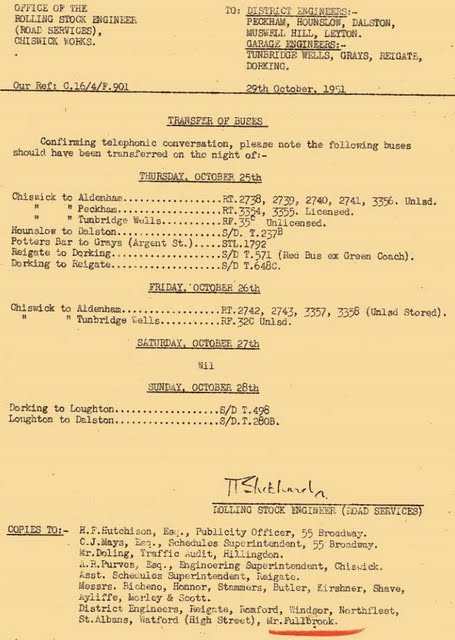 OFFICE OF THE
ROLLING STOCK ENGINEER
(ROAD SERVICES),
CHISWICK WORKS.
TO: DISTRICT ENGINEERS:-
PECKHAM, HOUNSLOW, DALSTON,
MUSWELL HILL, LEYTON.
GARAGE ENGINEERS:-
TUNBRIDGE WELLS, GRAYS, REIGATE,
DORKING.
Our Ref: C.16/4/F.901
29th October, 1951
TRANSFER OF BUSES
Confirming telephonic conversation, please note the following buses
should have been transferred on the night of:-
THURSDAY, OCTOBER 25th
Chiswick to Aldenham..................RT.2738, 2739, 2740, 2741, 3356. Unlsd.
" " Peckham...................RT.3354, 3355. Licensed.
" " Tunbridge Wells...........RF.35C Unlicensed.
Hounslow to Dalston...................S/D. T.237B
Potters Bar to Grays (Argent St.).....STL.1792
Reigate to Dorking....................S/D T.571 (Red Bus ex Green Coach).
Dorking to Reigate....................S/D T.648C.
FRIDAY, OCTOBER 26th
Chiswick to Aldenham..................RT.2742, 2743, 3357, 3358 (Unlsd Stored).
" " Tunbridge Wells...........RF.32C Unlsd.
SATURDAY, OCTOBER 27th
Nil
SUNDAY, OCTOBER 28th
Dorking to Loughton...................S/D T.498
Loughton to Dalston...................S/D.T.280B.
ROLLING STOCK ENGINEER (ROAD SERVICES)
COPIES TO:- H.F.Hutchison, Esq., Publicity Officer, 55 Broadway.
C.J.Mays, Esq., Schedules Superintendent, 55 Broadway.
Mr.Doling, Traffic Audit, Hillingdon.
A.R.Purves, Esq., Engineering Superintendent, Chiswick.
Asst. Schedules Superintendent, Reigate.
Messrs. Richeno, Honnor, Stammers, Butler, Kirshner, Shave,
Ayliffe, Morley & Scott.
District Engineers, Reigate, Romford, Windsor, Northfleet,
St.Albans, Watford (High Street), Mr.Fullbrook.